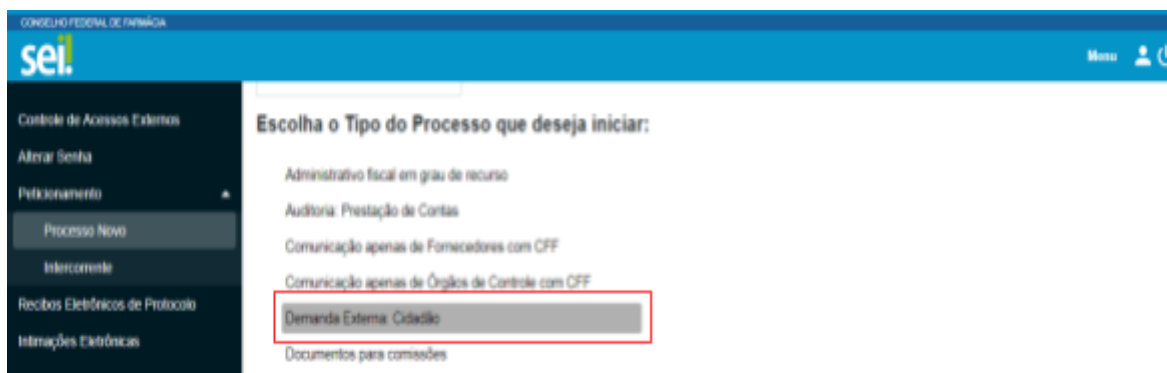 CONSELHO FEDERAL DE FARMÁCIA
sei!
Menu
Controle de Acessos Externos
Alterar Senha
Peticionamento
Processo Novo
Intercorrente
Recibos Eletrônicos de Protocolo
Intimações Eletrônicas
Escolha o Tipo do Processo que deseja iniciar:
Administrativo fiscal em grau de recurso
Auditoria: Prestação de Contas
Comunicação apenas de Fornecedores com CFF
Comunicação apenas de Órgãos de Controle com CFF
Demanda Externa: Cidadão
Documentos para comissões